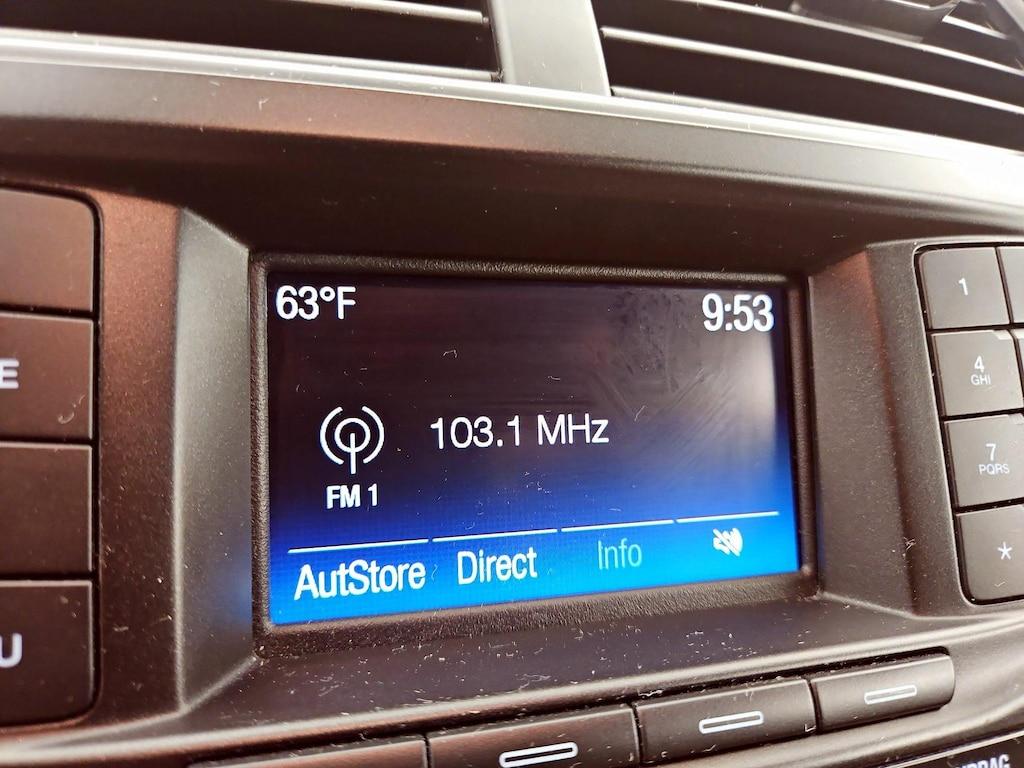 63°F
9:53
103.1 MHz
FM 1
AutStore
Direct
Info
1
4
GHI
7
PQRS
*
E
U